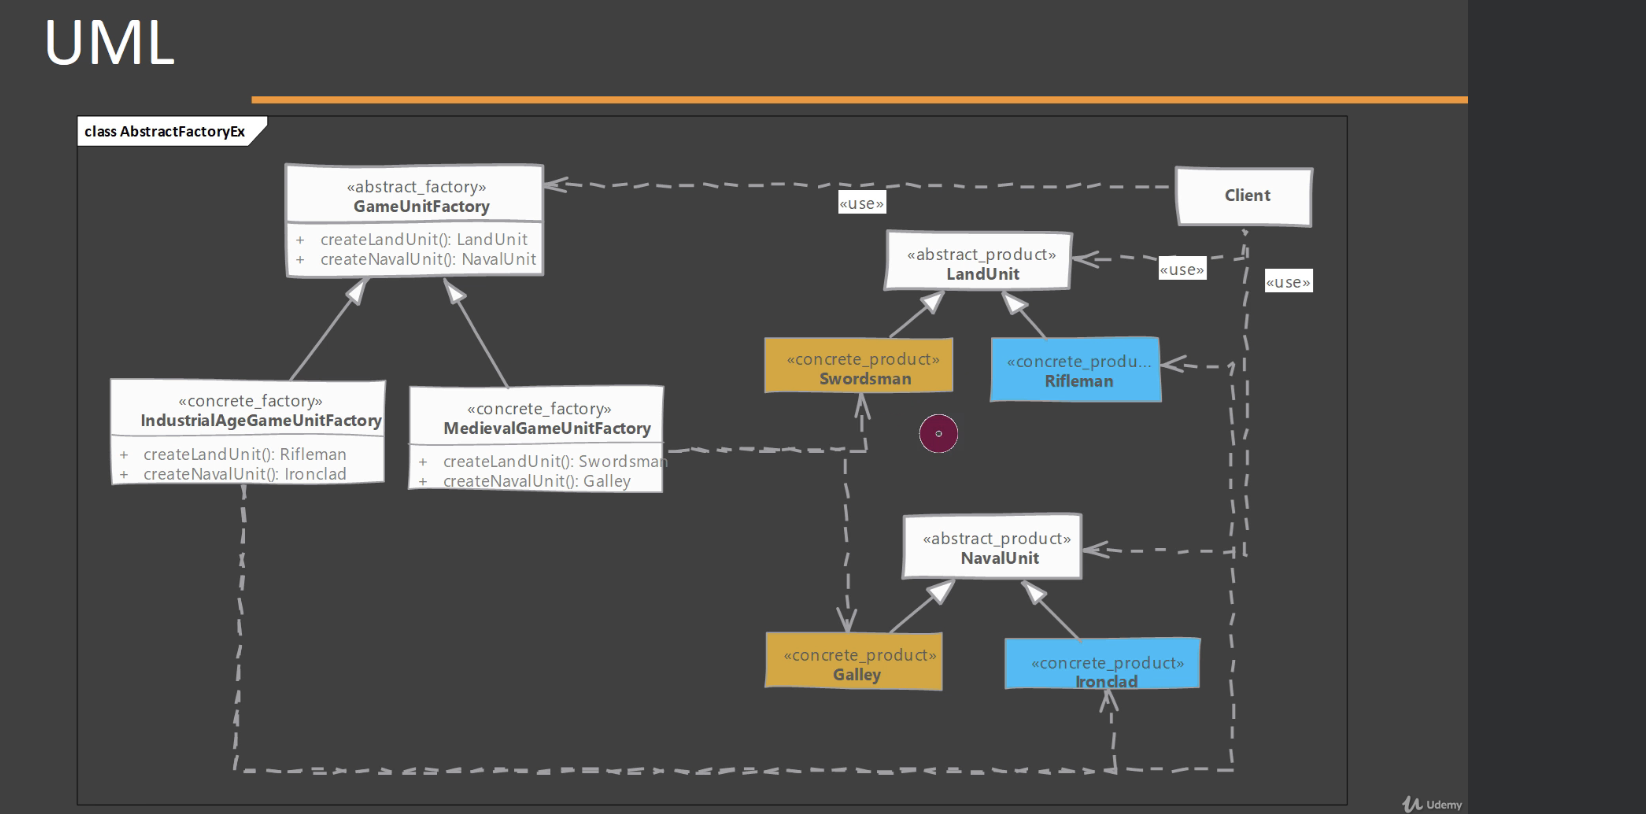 UML
class AbstractFactoryEx
«abstract_factory»
GameUnitFactory
+ createLandUnit(): LandUnit
+ createNavalUnit(): NavalUnit
«use»
Client
«abstract_product»
LandUnit
«use»
«use»
«concrete_product»
Swordsman
«concrete_produ...
Rifleman
«concrete_factory»
IndustrialAgeGameUnitFactory
+ createLandUnit(): Rifleman
+ createNavalUnit(): Ironclad
«concrete_factory»
MedievalGameUnitFactory
+ createLandUnit(): Swordsman
+ createNavalUnit(): Galley
«abstract_product»
NavalUnit
«concrete_product»
Galley
«concrete_product»
Ironclad
Udemy